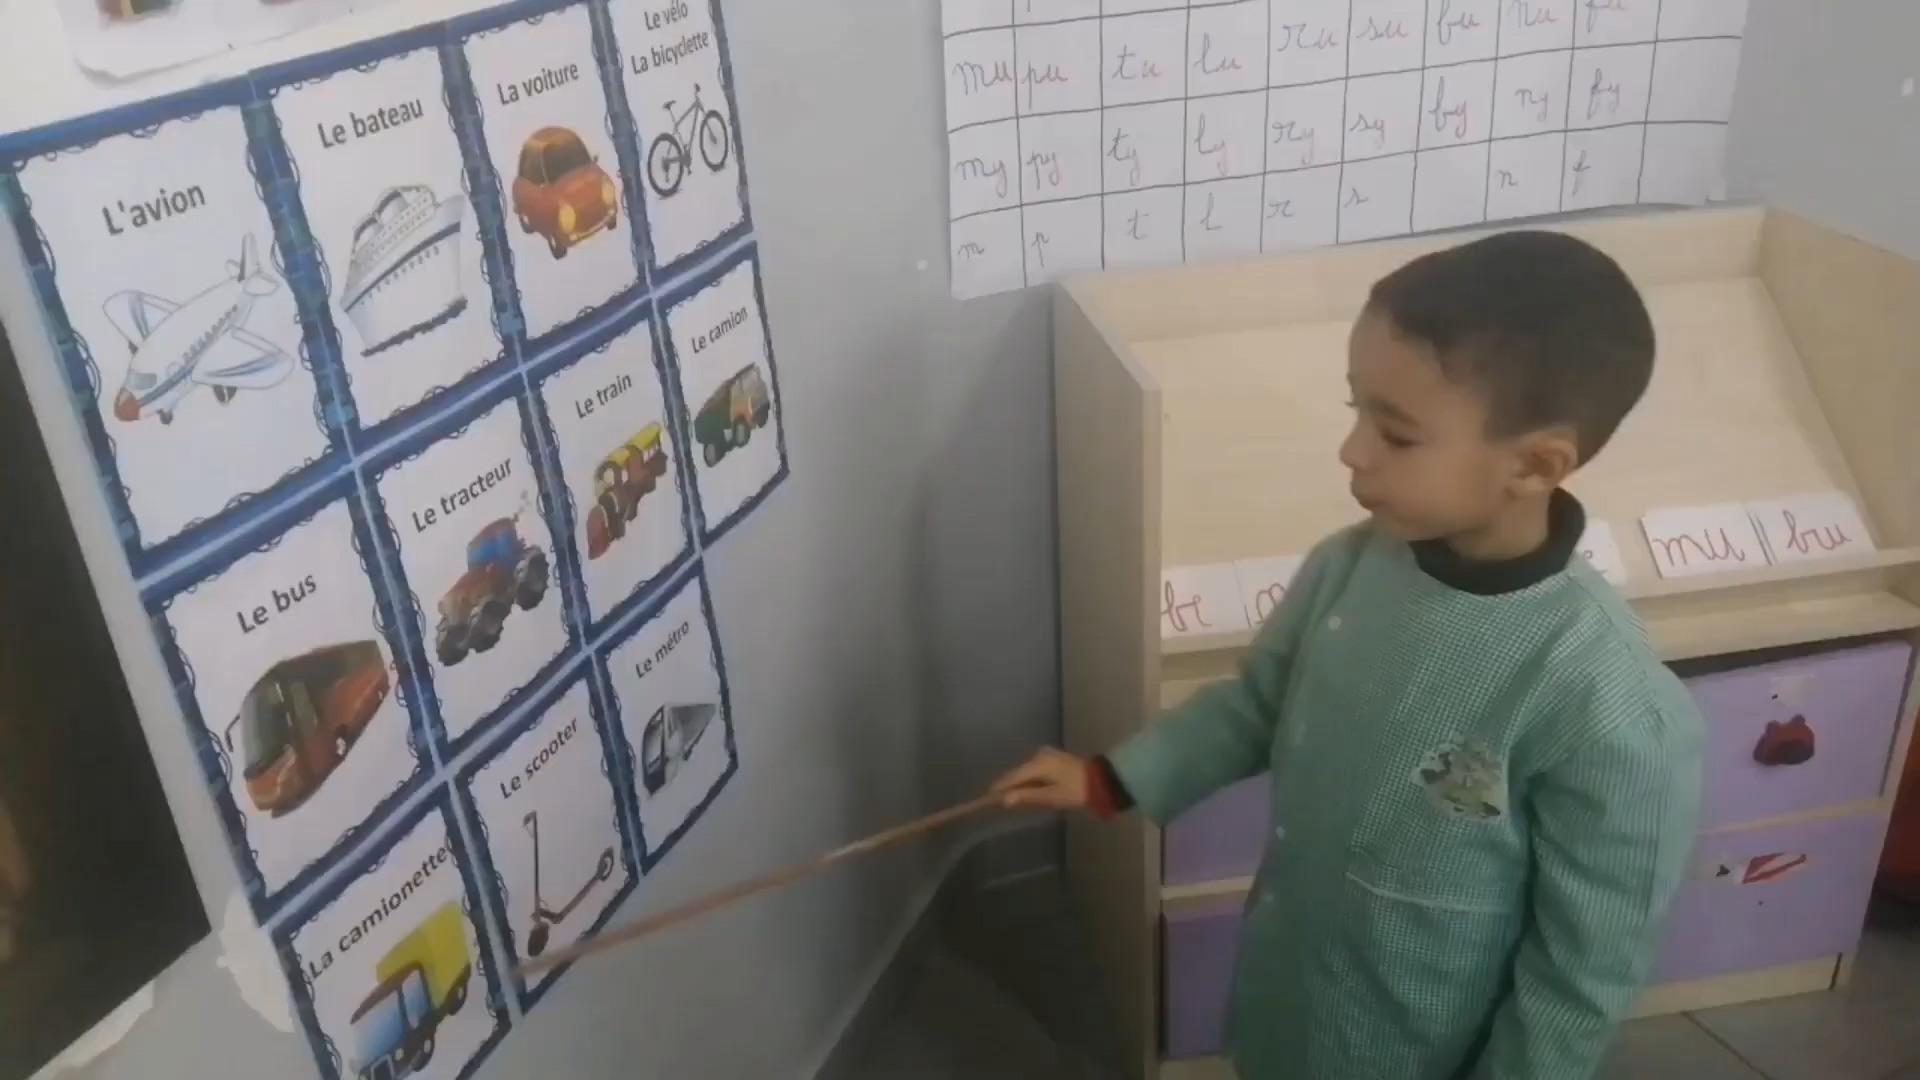 L'avion
Le bateau
La voiture
Le vélo
La bicyclette
Le bus
Le tracteur
Le train
Le camion
La camionette
Le scooter
Le métro
mu pu tu lu ru su bu nu fu
my py ty ly ry sy by ny fy
m p t l r s n f
be
mu bu